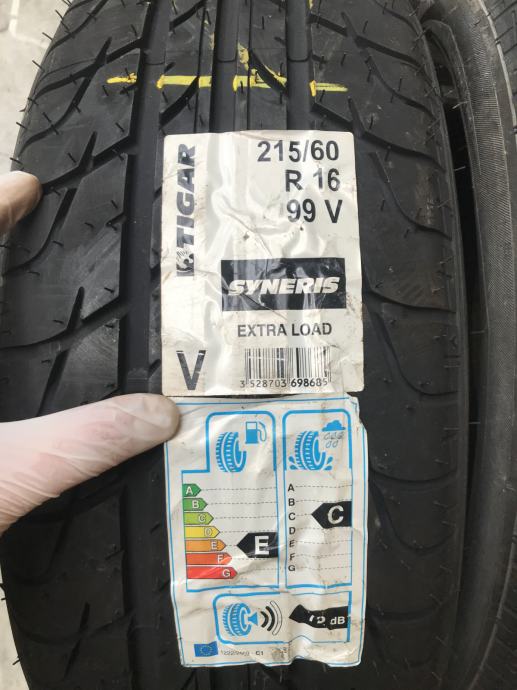 TIGAR
215/60
R 16
99 V
SYNERIS
EXTRA LOAD
V
3 528703 698685
A
B
C
D
E
F
G
E
A
B
C
D
E
F
G
C
dB
C1